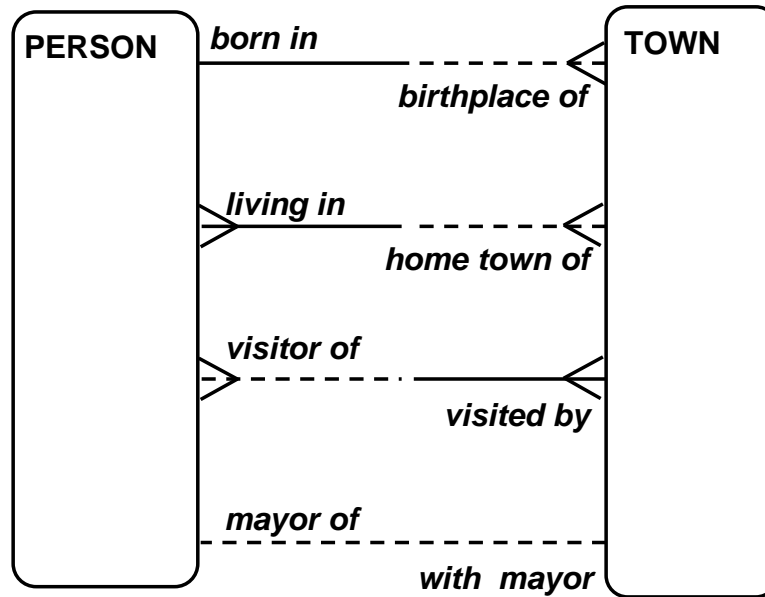 PERSON
born in
TOWN
birthplace of
living in
home town of
visitor of
visited by
mayor of
with mayor